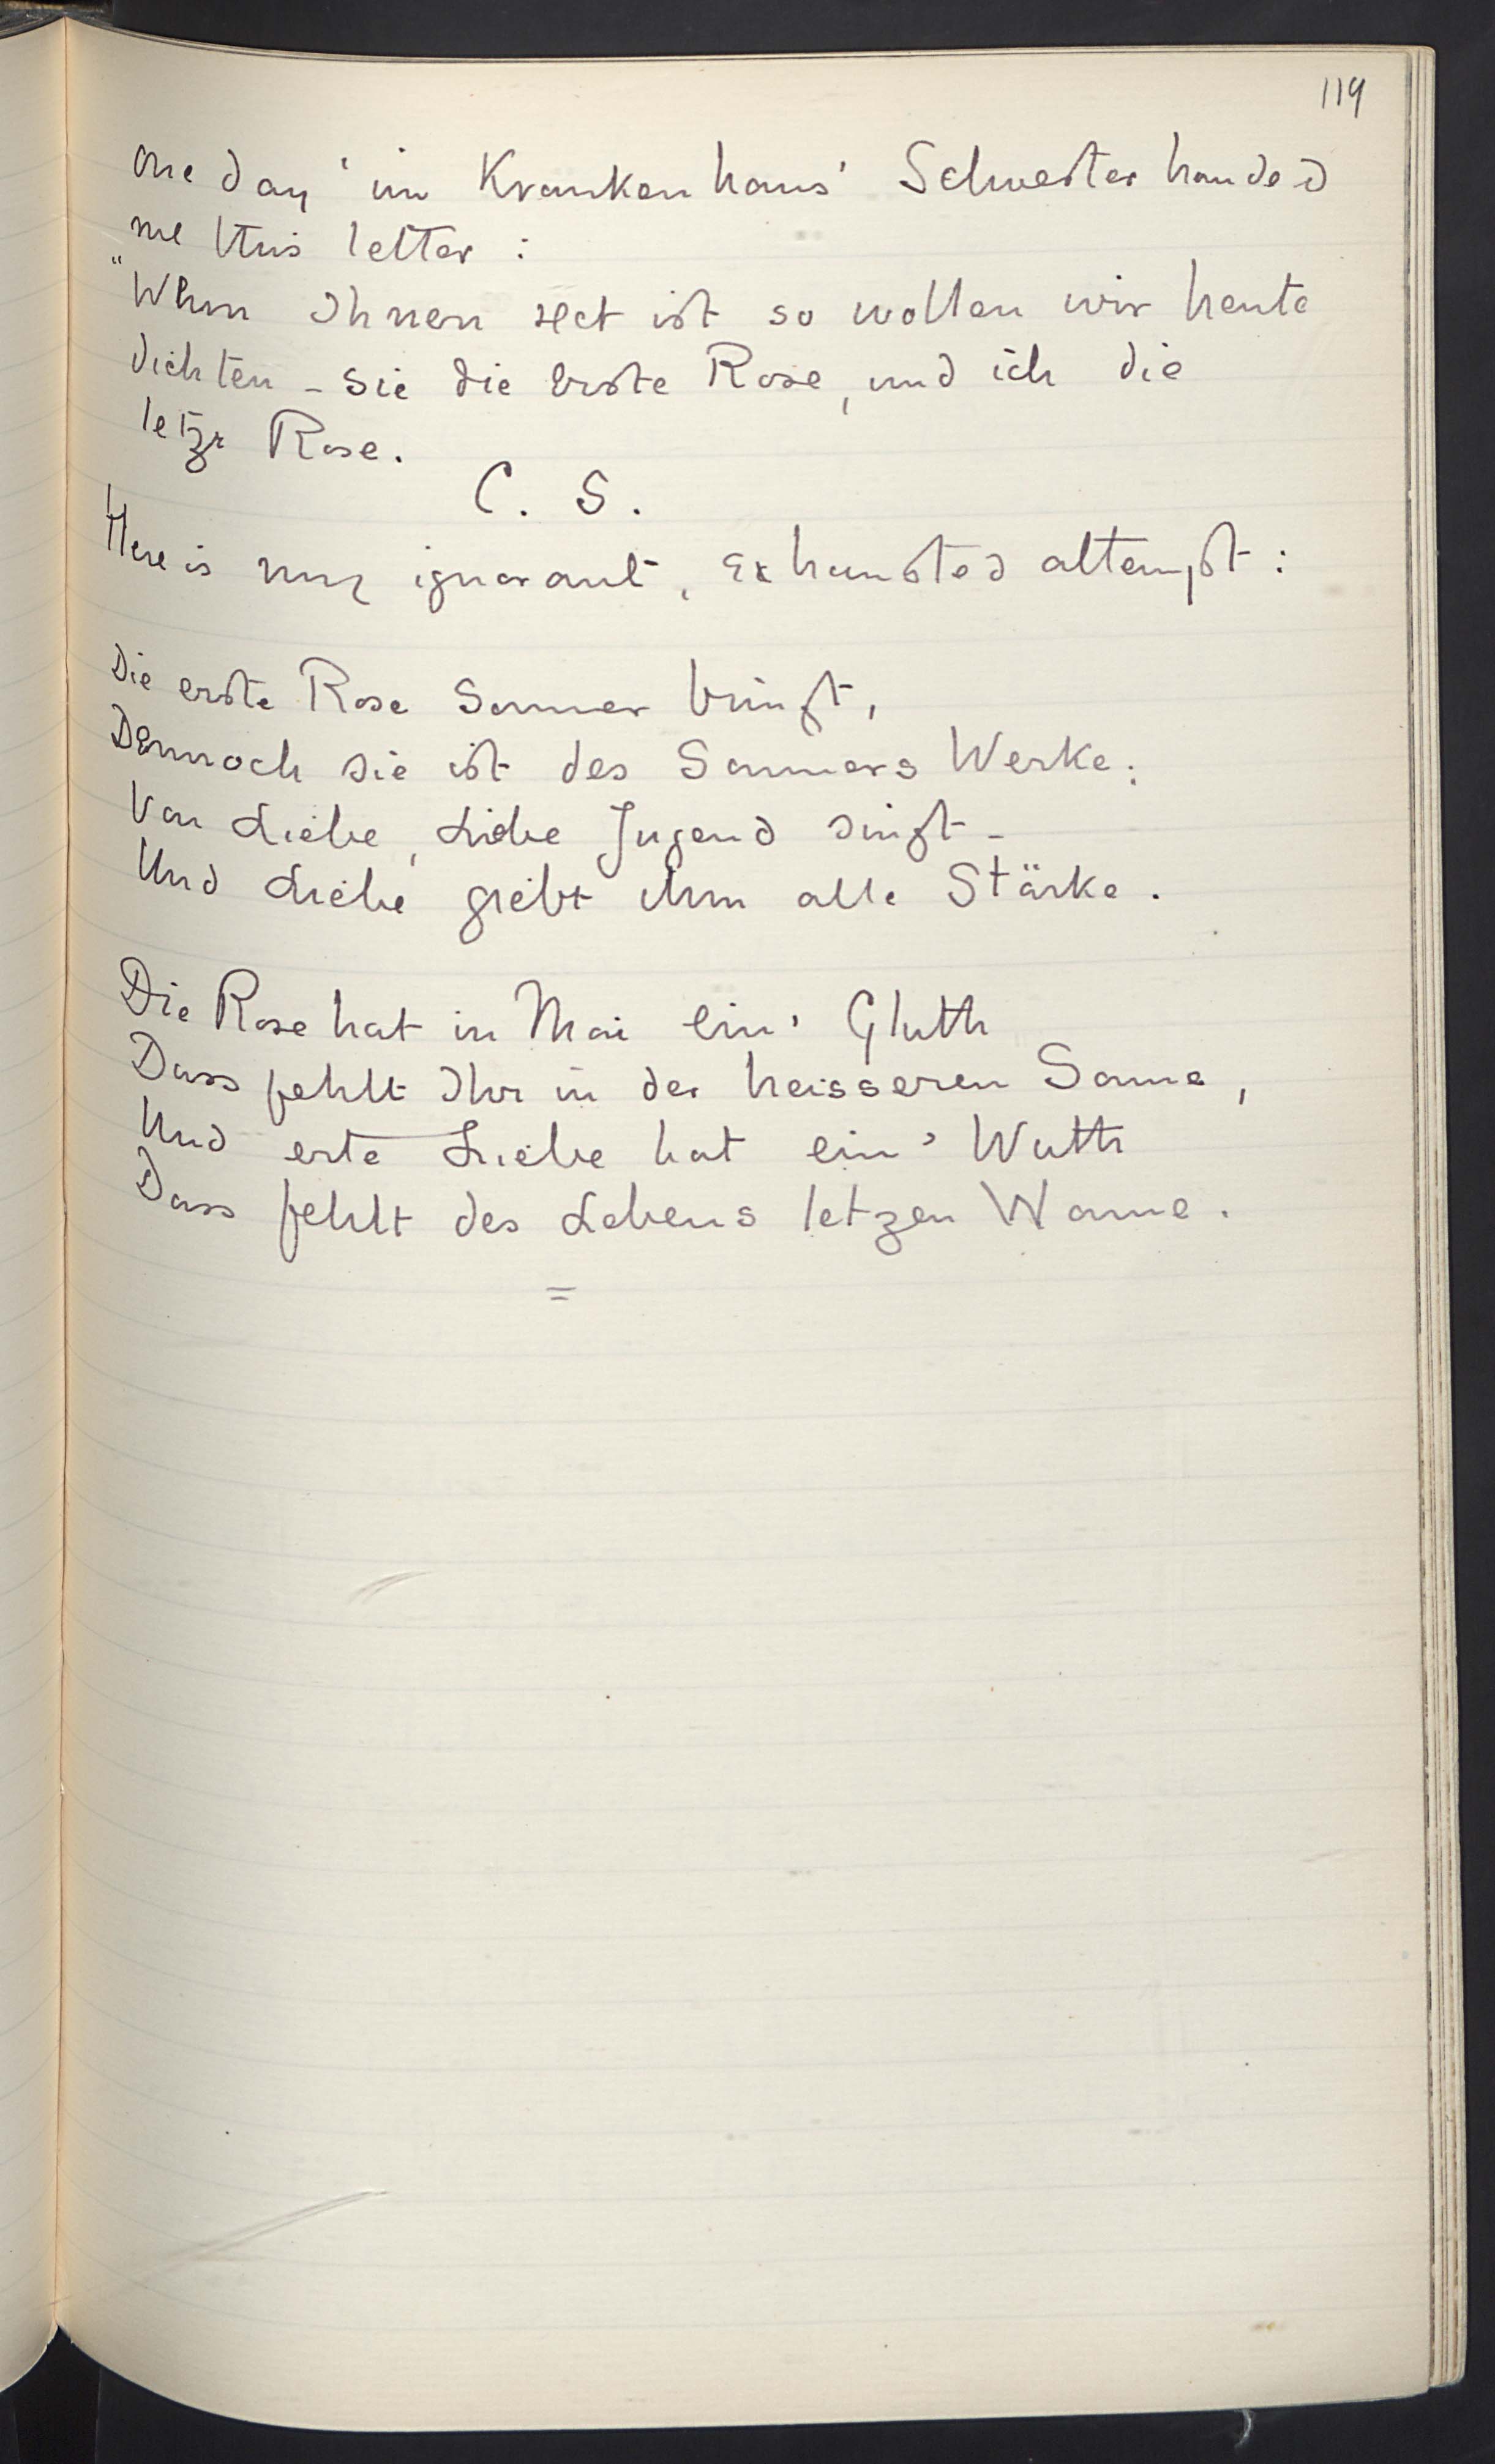 119
One day 'im Krankenhaus' Schwester handed
me this letter :
"Wenn Ihnen recht ist so wollen wir heute
dichten - Sie die erste Rose, und ich die
letze Rose.
C. S.
Here is my ignorant, exhausted attempt :
Die erste Rose Sommer bringt,
Dennoch sie ist des Sommers Werke:
Von Liebe, Liebe Jugend singt -
Und Liebe giebt ihm alle Stärke.
Die Rose hat in Mai ein' Gluth
Dass fehlt Ihr in der heisseren Sonne,
Und erte Liebe hat ein' Wuth
Dass fehlt des Lebens letzen Wonne.
=